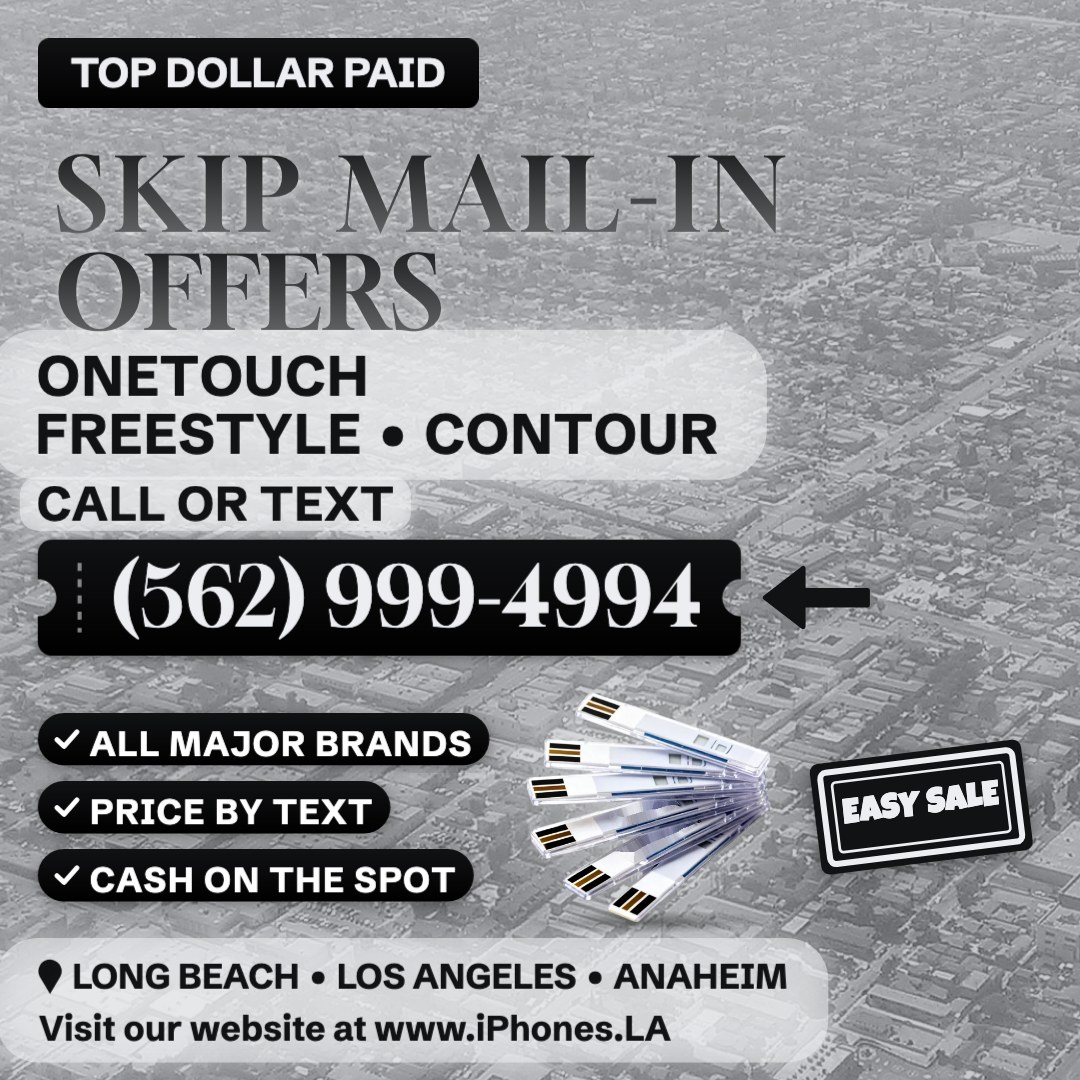 TOP DOLLAR PAID
SKIP MAIL-IN
OFFERS
ONETOUCH
FREESTYLE • CONTOUR
CALL OR TEXT
(562) 999-4994
✓ ALL MAJOR BRANDS
✓ PRICE BY TEXT
✓ CASH ON THE SPOT
EASY SALE
LONG BEACH • LOS ANGELES • ANAHEIM
Visit our website at www.iPhones.LA